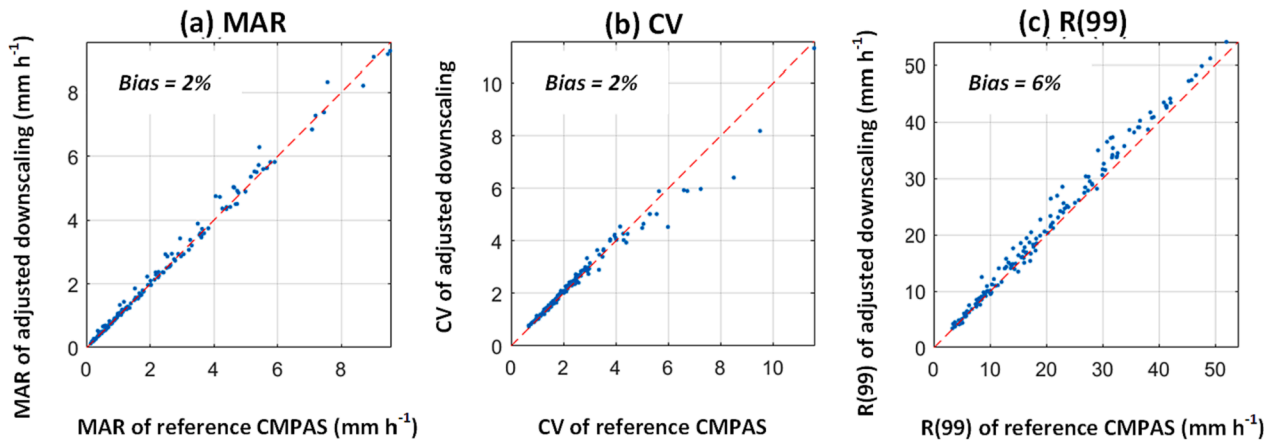 (a) MAR
MAR of adjusted downscaling (mm h-1)
Bias = 2%
8
6
4
2
0
0 2 4 6 8
MAR of reference CMPAS (mm h-1)
(b) CV
CV of adjusted downscaling
Bias = 2%
10
8
6
4
2
0
0 2 4 6 8 10
CV of reference CMPAS
(c) R(99)
R(99) of adjusted downscaling (mm h-1)
Bias = 6%
50
40
30
20
10
0
0 10 20 30 40 50
R(99) of reference CMPAS (mm h-1)